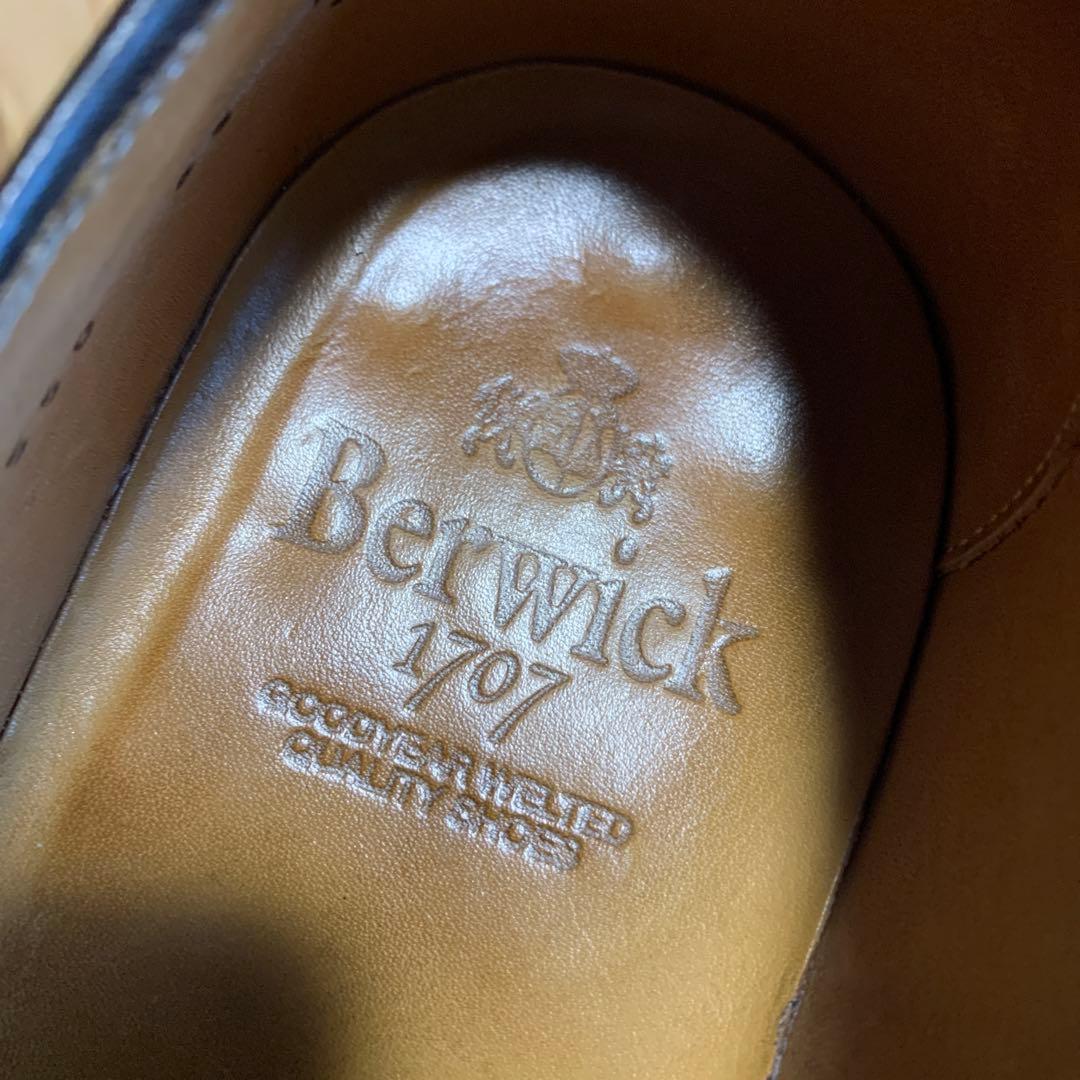 Berwick
1707
GOODYEAR WELTED
QUALITY SHOES